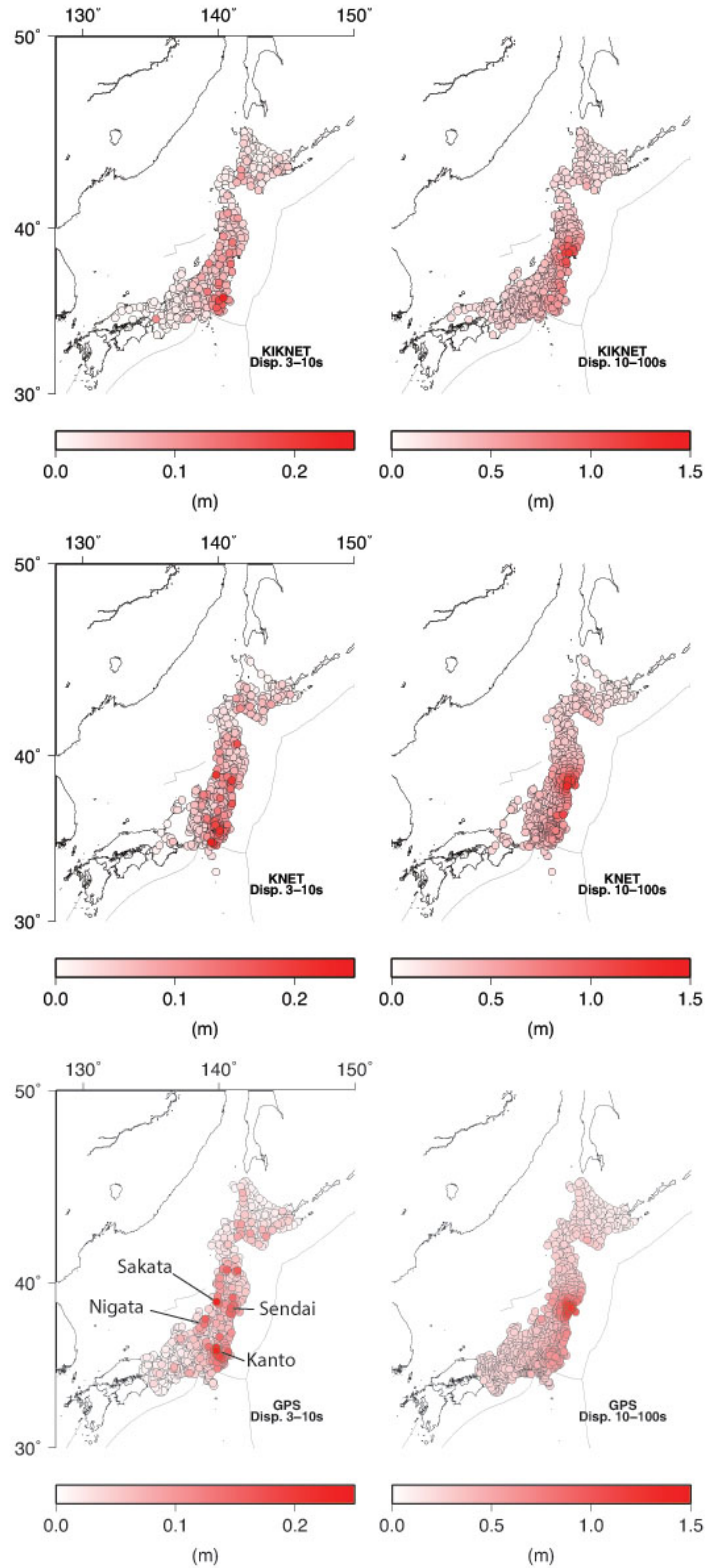 130° 140° 150°
50°
40°
30°
KIKNET
Disp. 3–10s
KIKNET
Disp. 10–100s
0.0 0.1 0.2
(m)
0.0 0.5 1.0 1.5
(m)
130° 140° 150°
50°
40°
30°
KNET
Disp. 3–10s
KNET
Disp. 10–100s
0.0 0.1 0.2
(m)
0.0 0.5 1.0 1.5
(m)
130° 140° 150°
50°
40°
30°
Sakata
Nigata
Sendai
Kanto
GPS
Disp. 3–10s
GPS
Disp. 10–100s
0.0 0.1 0.2
(m)
0.0 0.5 1.0 1.5
(m)